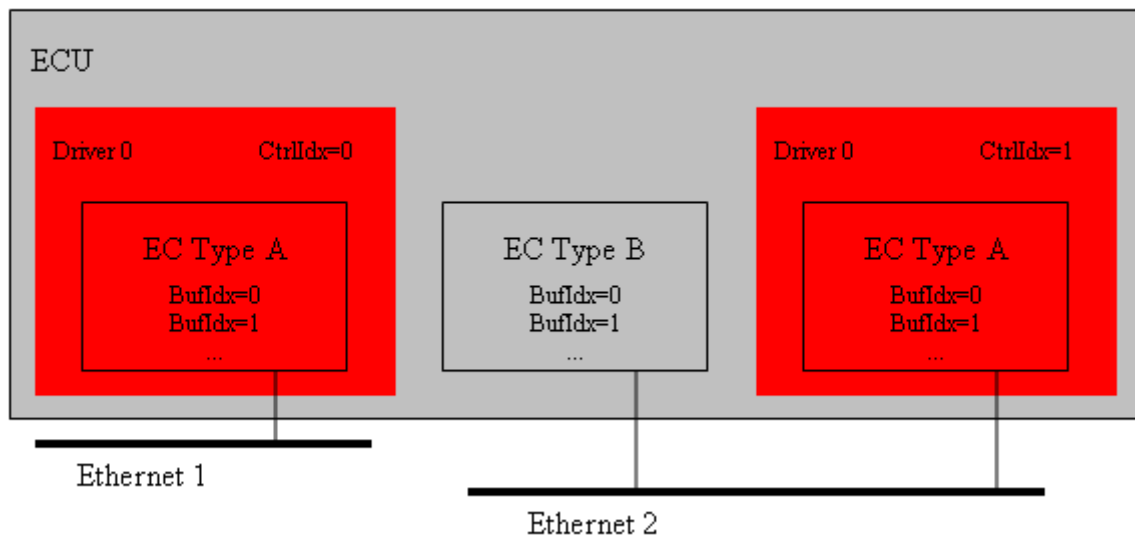 ECU
Driver 0 CtrlIdx=0
EC Type A
BufIdx=0
BufIdx=1
...
EC Type B
BufIdx=0
BufIdx=1
...
Driver 0 CtrlIdx=1
EC Type A
BufIdx=0
BufIdx=1
...
Ethernet 1
Ethernet 2